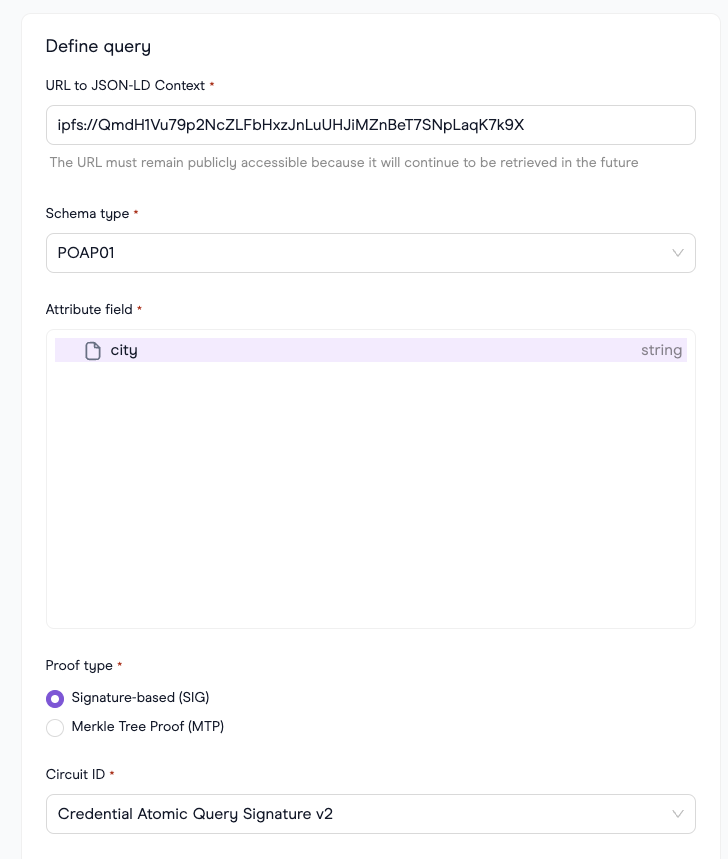 Define query
URL to JSON-LD Context *
ipfs://QmdH1Vu79p2NcZLFbHxzJnLuUHJiMZnBeT7SNpLaqK7k9X
The URL must remain publicly accessible because it will continue to be retrieved in the future
Schema type *
POAP01
Attribute field *
city string
Proof type *
Signature-based (SIG)
Merkle Tree Proof (MTP)
Circuit ID *
Credential Atomic Query Signature v2